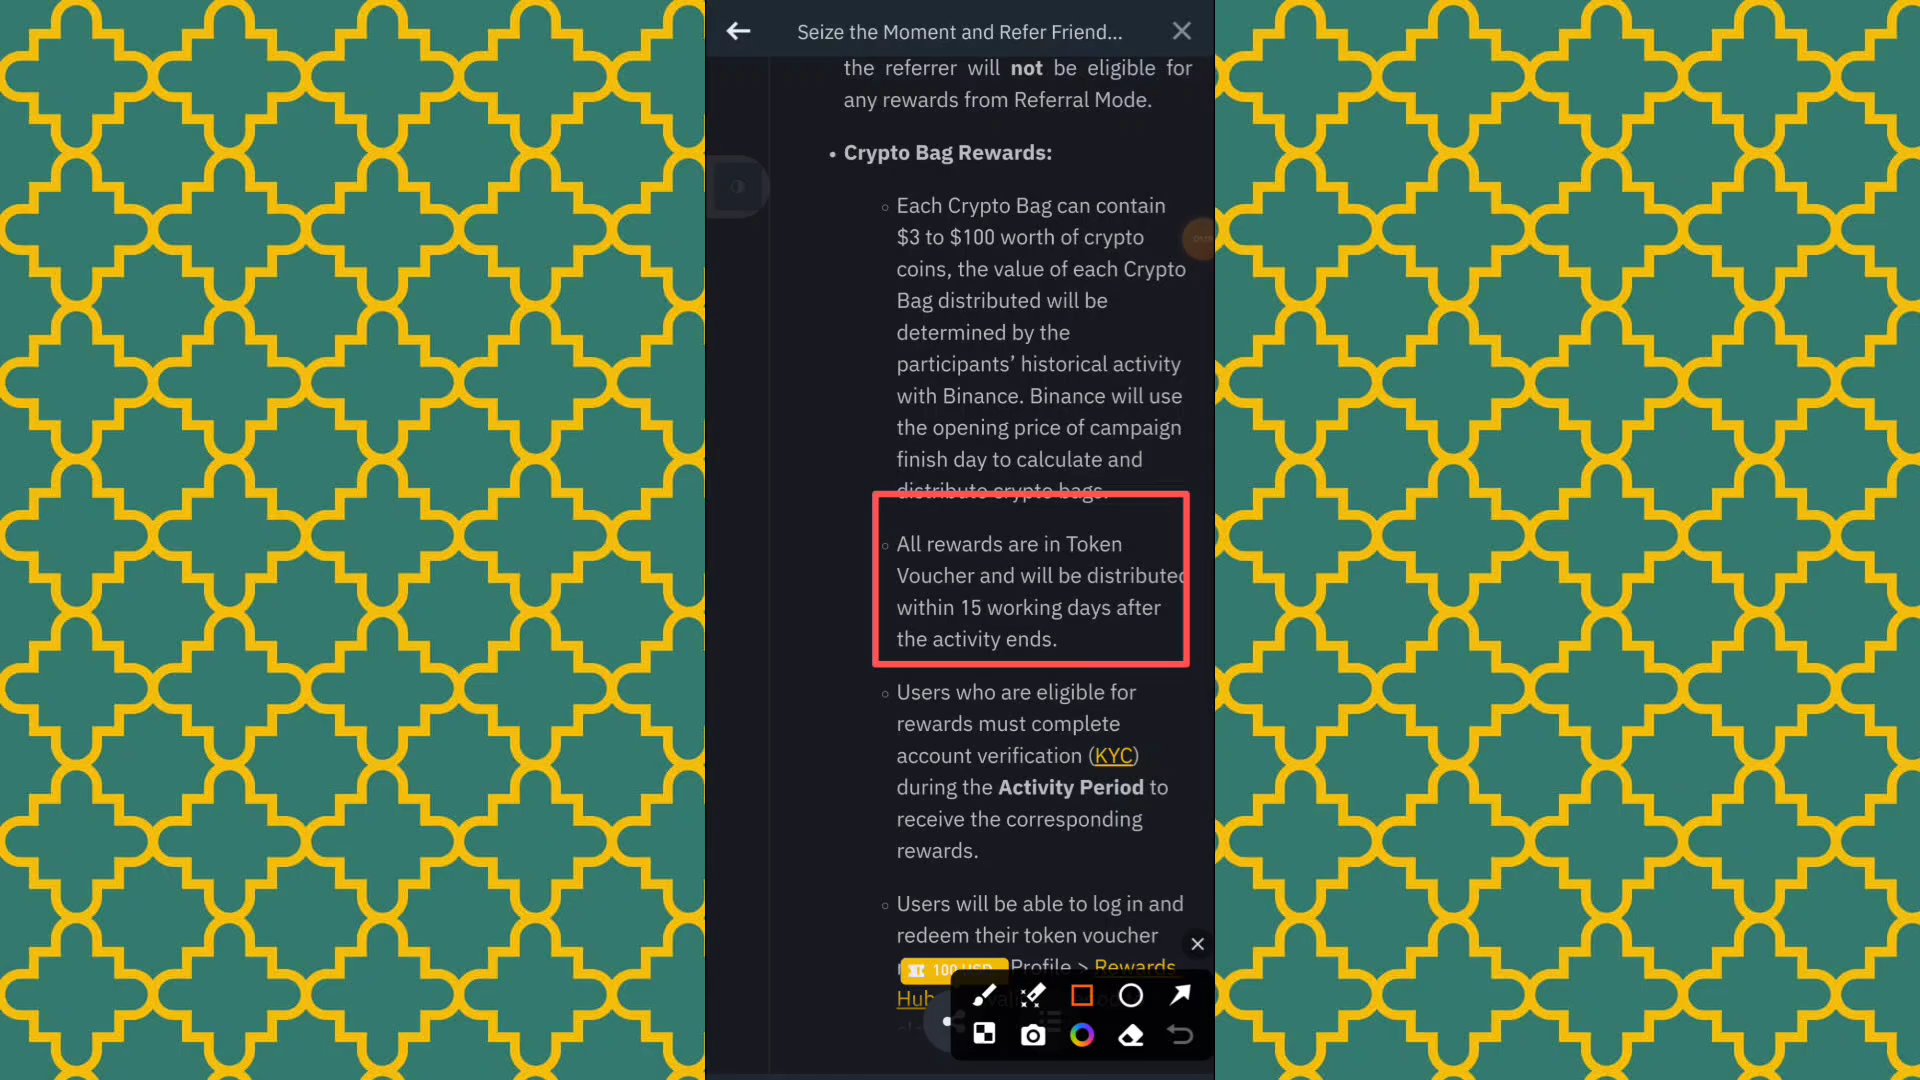 Seize the Moment and Refer Friend...
the referrer will not be eligible for
any rewards from Referral Mode.
• Crypto Bag Rewards:
Each Crypto Bag can contain
$3 to $100 worth of crypto
coins, the value of each Crypto
Bag distributed will be
determined by the
participants’ historical activity
with Binance. Binance will use
the opening price of campaign
finish day to calculate and
distribute crypto bags.
All rewards are in Token
Voucher and will be distributed
within 15 working days after
the activity ends.
Users who are eligible for
rewards must complete
account verification (KYC)
during the Activity Period to
receive the corresponding
rewards.
Users will be able to log in and
redeem their token voucher
100 USD Profile > Rewards
Hub